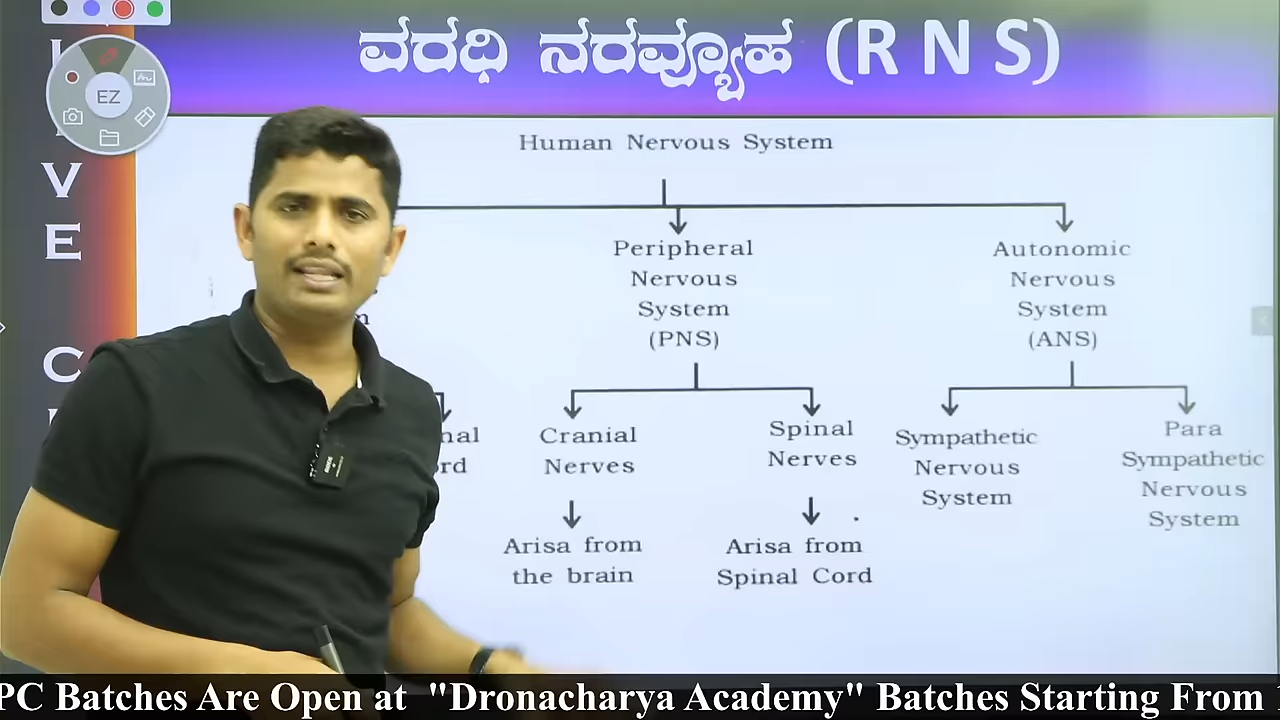 ವರಧಿ ನರವ್ಯೂಹ (R N S)
EZ
V
E
C
Human Nervous System
Peripheral
Nervous
System
(PNS)
Autonomic
Nervous
System
(ANS)
Cranial
Nerves
Spinal
Nerves
Sympathetic
Nervous
System
Para
Sympathetic
Nervous
System
Arisa from
the brain
Arisa from
Spinal Cord
PC Batches Are Open at "Dronacharya Academy" Batches Starting From